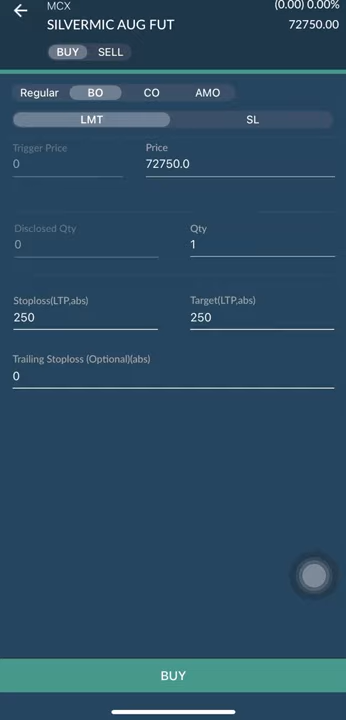 MCX (0.00) 0.00%
SILVERMIC AUG FUT 72750.00
BUY SELL
Regular BO CO AMO
LMT SL
Trigger Price Price
0 72750.0
Disclosed Qty Qty
0 1
Stoploss(LTP,abs) Target(LTP,abs)
250 250
Trailing Stoploss (Optional)(abs)
0
BUY